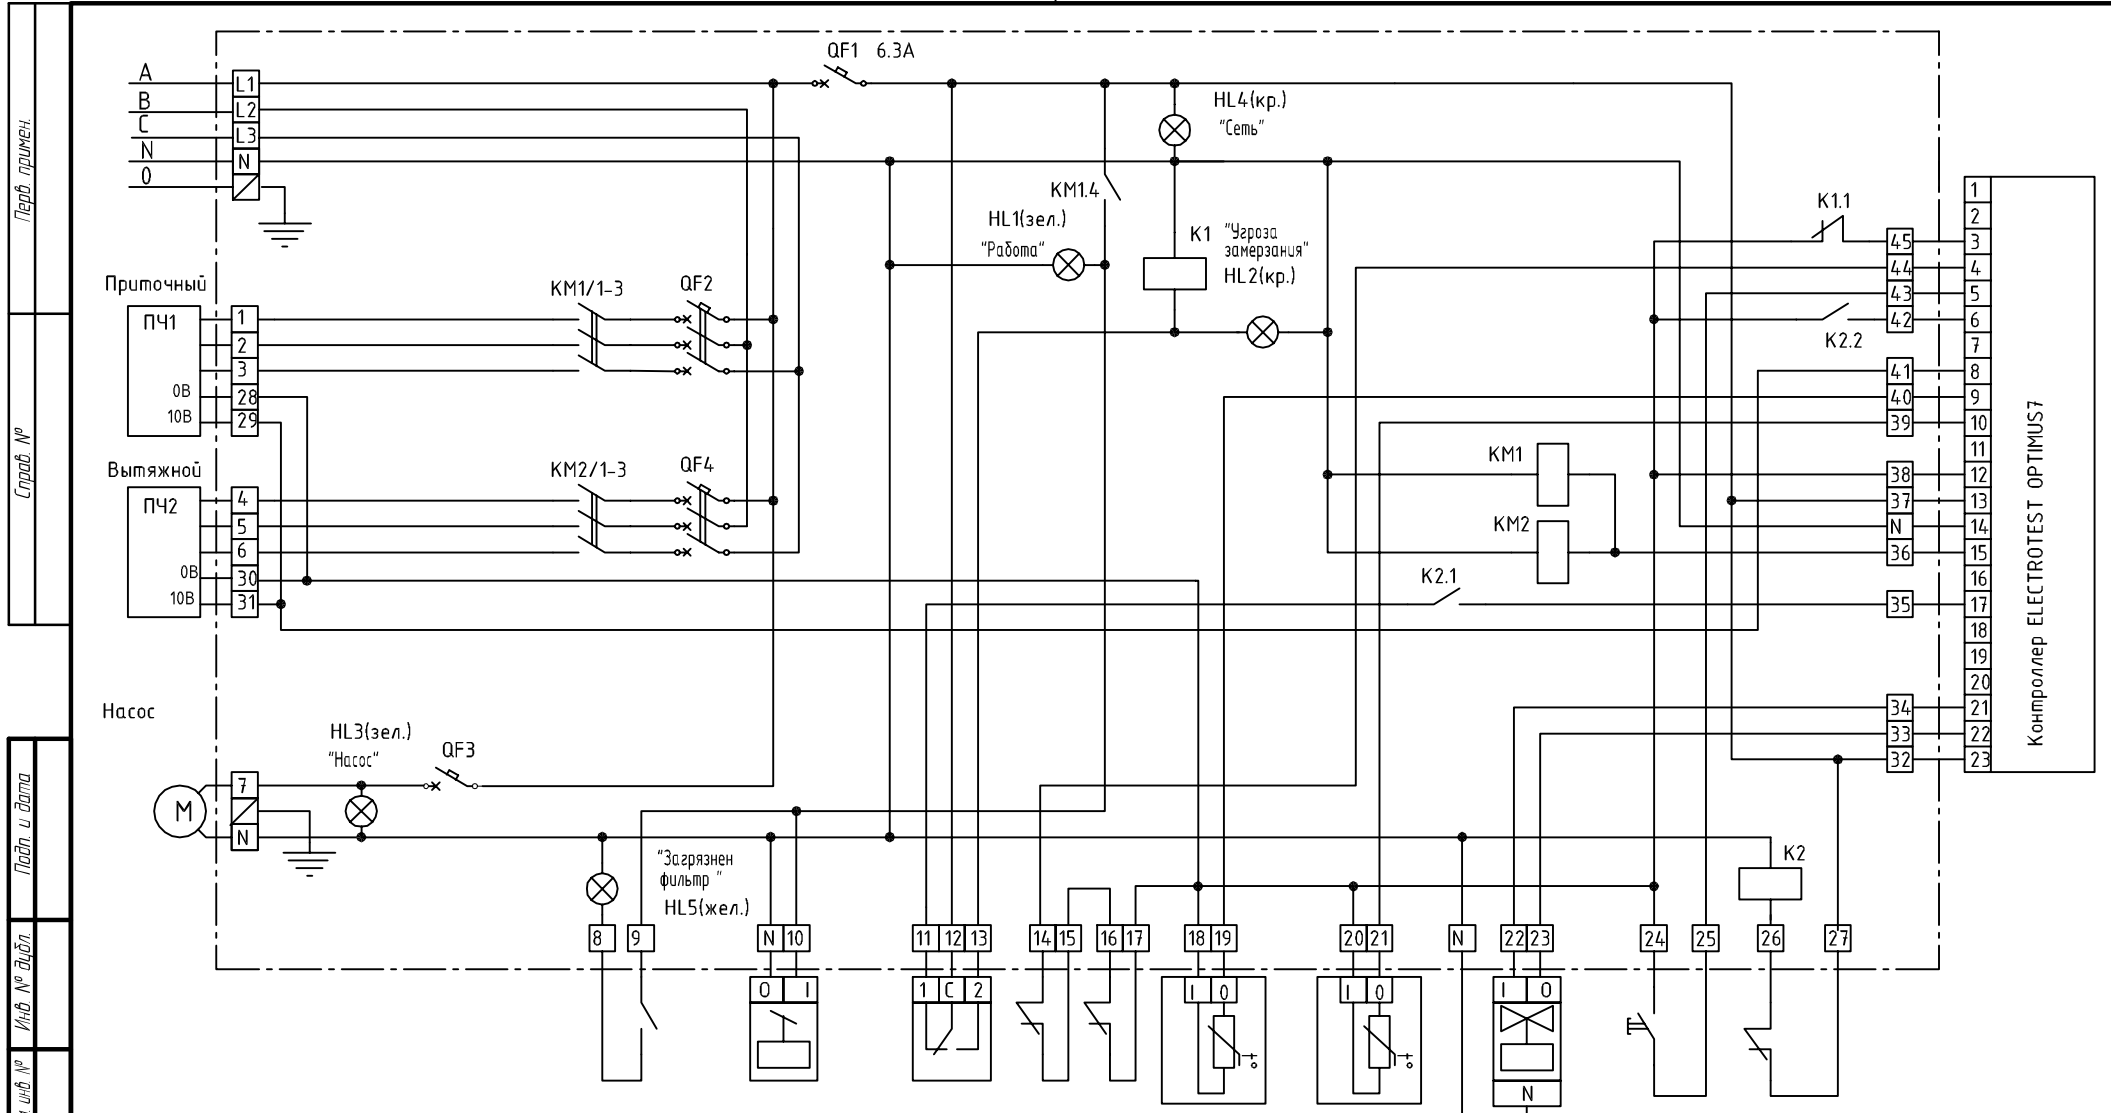 Перв. примен.
Справ. №
Подп. и дата
Инв. № дубл.
инв. №
A
B
C
N
0
L1
L2
L3
N
QF1 6.3A
HL4(кр.)
"Сеть"
KM1.4
HL1(зел.)
"Работа"
K1
"Угроза
замерзания"
HL2(кр.)
K1.1
K2.2
Приточный
ПЧ1
0В
10В
1
2
3
28
29
KM1/1-3
QF2
Вытяжной
ПЧ2
0В
10В
4
5
6
30
31
KM2/1-3
QF4
KM1
KM2
K2.1
45
44
43
42
41
40
39
38
37
N
36
35
34
33
32
1
2
3
4
5
6
7
8
9
10
11
12
13
14
15
16
17
18
19
20
21
22
23
Контроллер ELECTROTEST OPTIMUS7
Насос
M
7
N
HL3(зел.)
"Насос"
QF3
"Загрязнен
фильтр "
HL5(жел.)
K2
8 9 N 10 11 12 13 14 15 16 17 18 19 20 21 N 22 23 24 25 26 27
0 I
1 C 2
I 0
t°
I 0
t°
I 0
N